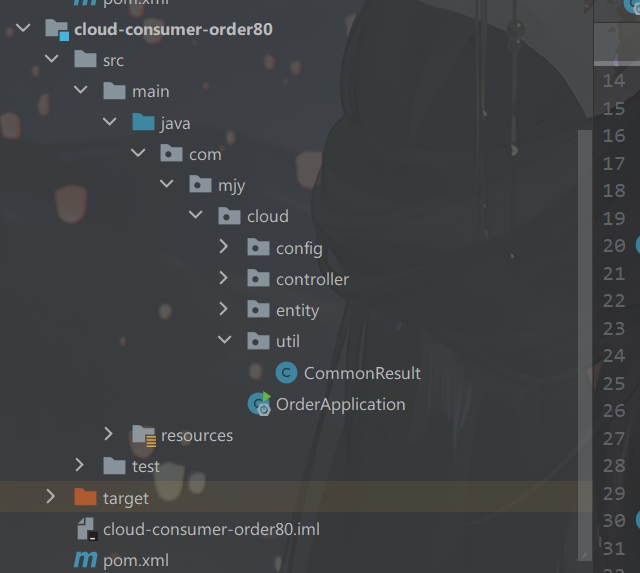 pom.xml
cloud-consumer-order80
src
main
java
com
mjy
cloud
config
controller
entity
util
CommonResult
OrderApplication
resources
test
target
cloud-consumer-order80.iml
pom.xml
14
15
16
17
18
19
20
21
22
23
24
25
26
27
28
29
30
31